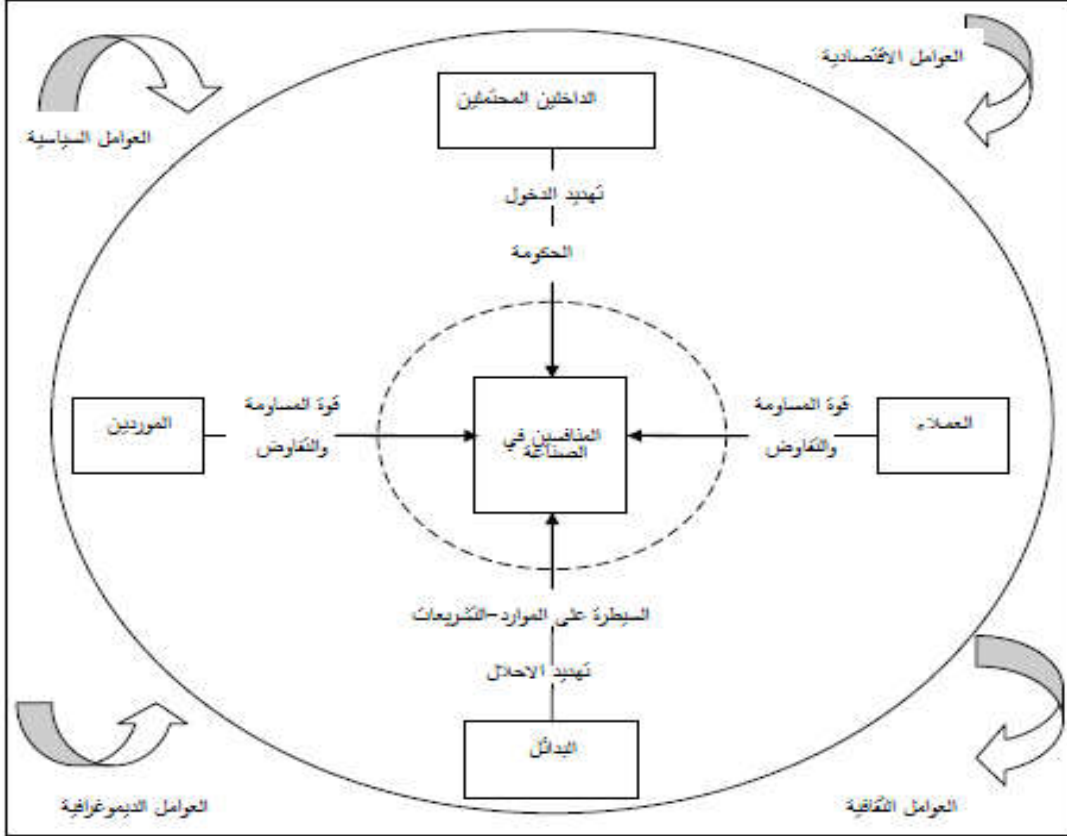 العوامل الاقتصادية
الداخلين المحتملين
العوامل السياسية
تهديد الدخول
الحكومة
العملاء
قوة المساومة
والتفاوض
المنافسين في
الصناعة
قوة المساومة
والتفاوض
الموردين
السيطرة على الموارد-التشريعات
تهديد الاحلال
البدائل
العوامل الثقافية
العوامل الديموغرافية